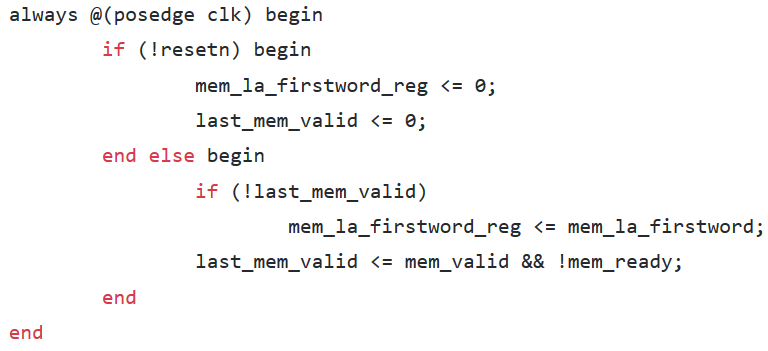 always @(posedge clk) begin
if (!resetn) begin
mem_la_firstword_reg <= 0;
last_mem_valid <= 0;
end else begin
if (!last_mem_valid)
mem_la_firstword_reg <= mem_la_firstword;
last_mem_valid <= mem_valid && !mem_ready;
end
end